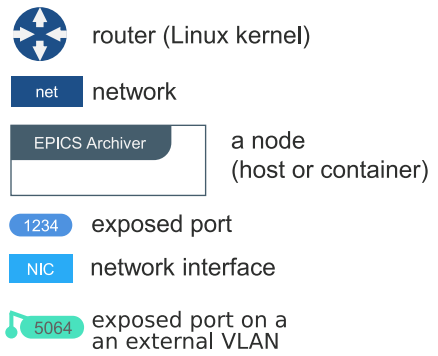 router (Linux kernel)
net network
EPICS Archiver
a node
(host or container)
1234 exposed port
NIC network interface
5064 exposed port on a
an external VLAN